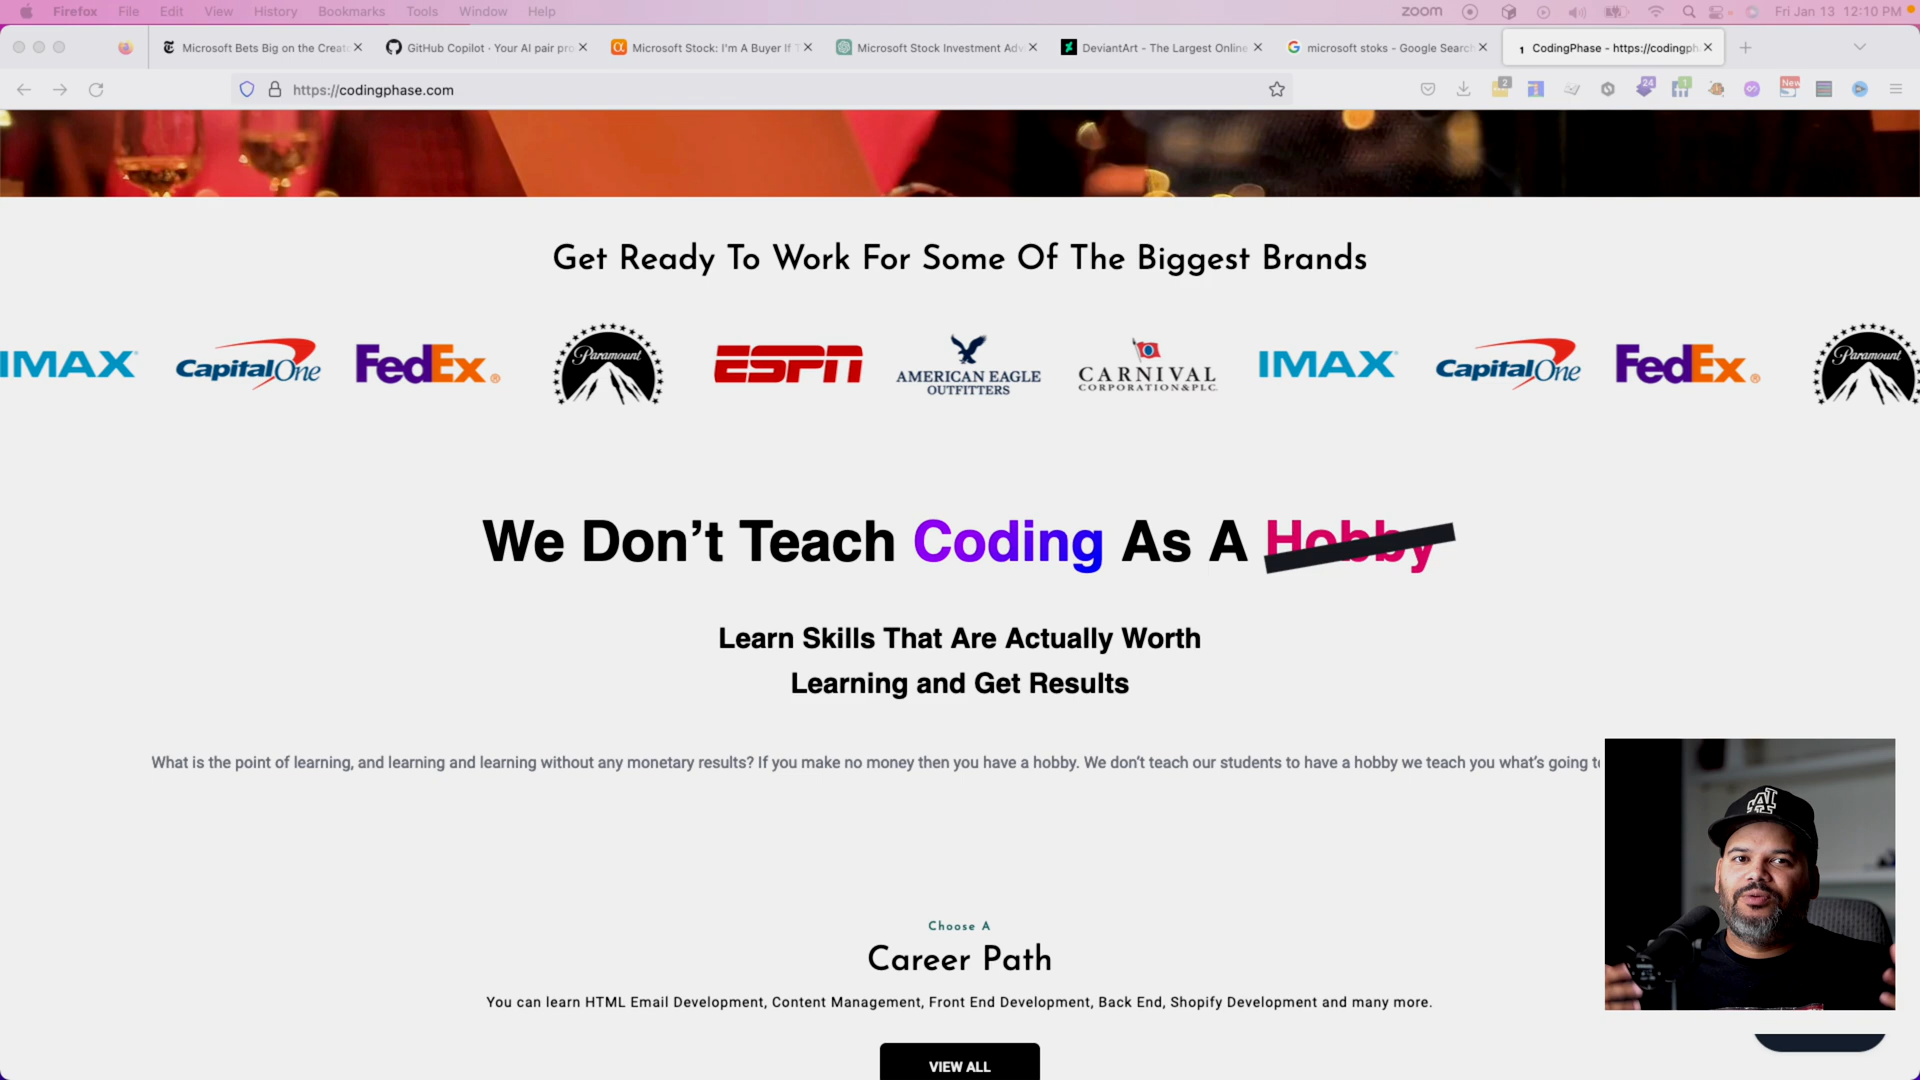 Firefox File Edit View History Bookmarks Tools Window Help zoom Fri Jan 13 12:10 PM
Microsoft Bets Big on the Creato GitHub Copilot · Your AI pair pro Microsoft Stock: I'm A Buyer If T Microsoft Stock Investment Adv DeviantArt - The Largest Online microsoft stoks - Google Search 1 CodingPhase - https://codingph
https://codingphase.com 2 24 1 New
Get Ready To Work For Some Of The Biggest Brands
IMAX CapitalOne FedEx Paramount ESPN AMERICAN EAGLE OUTFITTERS CARNIVAL CORPORATION&PLC IMAX CapitalOne FedEx Paramount
We Don’t Teach Coding As A Hobby
Learn Skills That Are Actually Worth
Learning and Get Results
What is the point of learning, and learning and learning without any monetary results? If you make no money then you have a hobby. We don’t teach our students to have a hobby we teach you what’s going
Choose A
Career Path
You can learn HTML Email Development, Content Management, Front End Development, Back End, Shopify Development and many more.
VIEW ALL